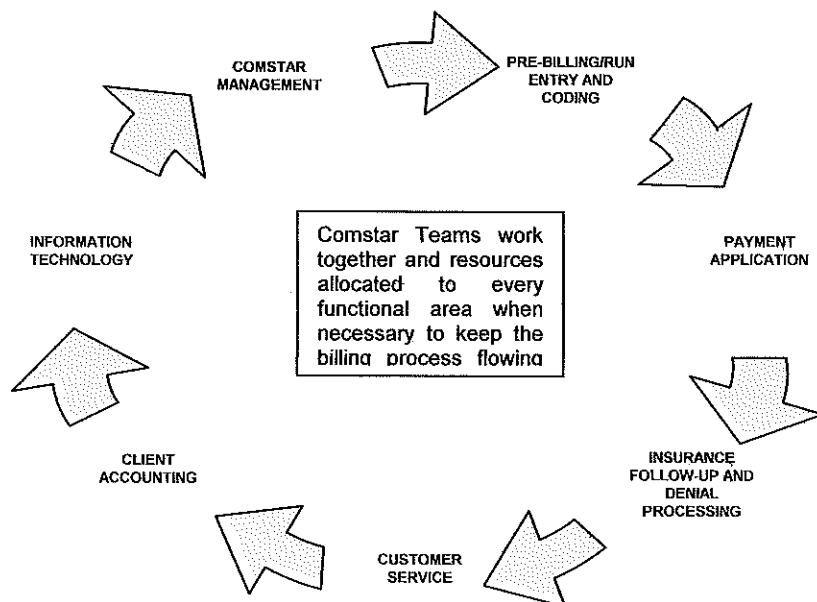 COMSTAR
MANAGEMENT
PRE-BILLING/RUN
ENTRY AND
CODING
PAYMENT
APPLICATION
INSURANCE
FOLLOW-UP AND
DENIAL
PROCESSING
CUSTOMER
SERVICE
CLIENT
ACCOUNTING
INFORMATION
TECHNOLOGY
Comstar Teams work
together and resources
allocated to every
functional area when
necessary to keep the
billing process flowing